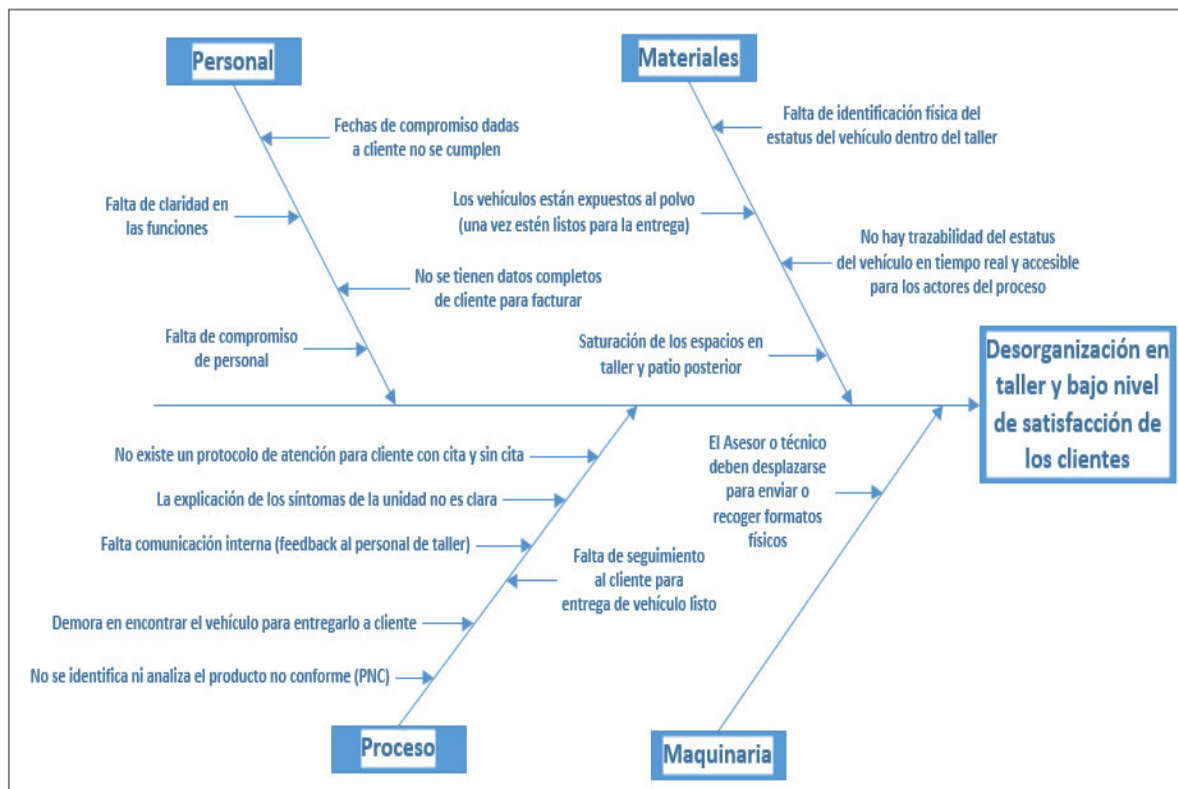 Personal
Materiales
Fechas de compromiso dadas
a cliente no se cumplen
Falta de claridad en
las funciones
No se tienen datos completos
de cliente para facturar
Falta de compromiso
de personal
Falta de identificación física del
estatus del vehículo dentro del taller
Los vehículos están expuestos al polvo
(una vez estén listos para la entrega)
No hay trazabilidad del estatus
del vehículo en tiempo real y accesible
para los actores del proceso
Saturación de los espacios en
taller y patio posterior
Desorganización en
taller y bajo nivel
de satisfacción de
los clientes
No existe un protocolo de atención para cliente con cita y sin cita
La explicación de los síntomas de la unidad no es clara
Falta comunicación interna (feedback al personal de taller)
Falta de seguimiento
al cliente para
entrega de vehículo listo
Demora en encontrar el vehículo para entregarlo a cliente
No se identifica ni analiza el producto no conforme (PNC)
El Asesor o técnico
deben desplazarse
para enviar o
recoger formatos
físicos
Proceso
Maquinaria